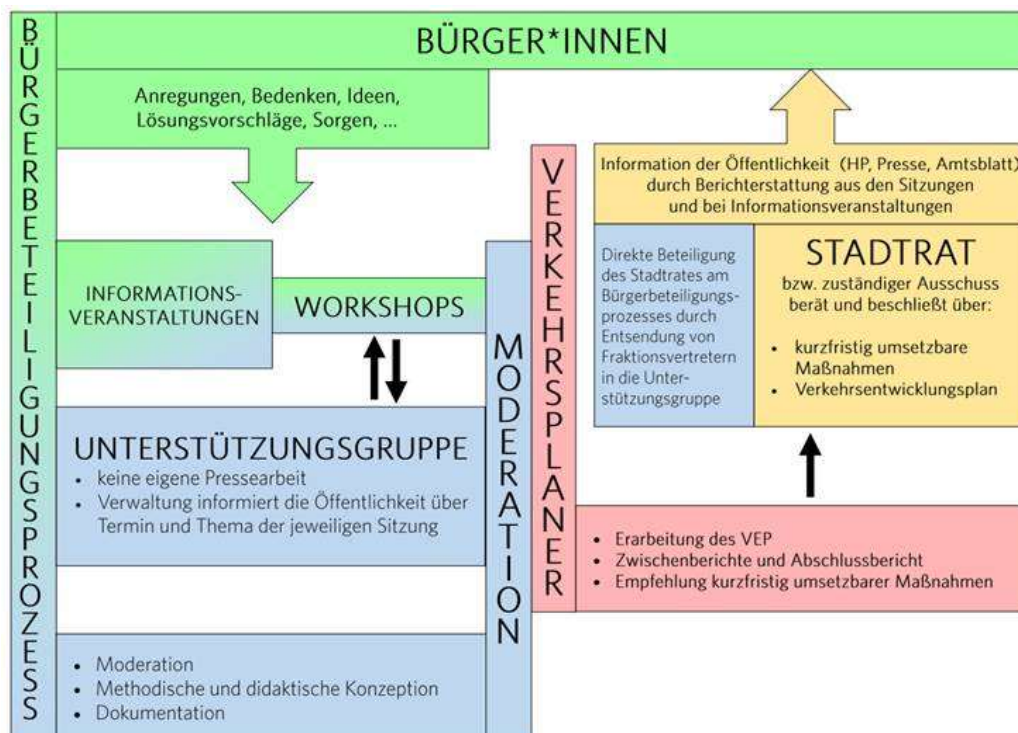 BÜRGERBETEILIGUNGSPROZESS
BÜRGER*INNEN
Anregungen, Bedenken, Ideen,
Lösungsvorschläge, Sorgen, ...
INFORMATIONS-
VERANSTALTUNGEN
WORKSHOPS
UNTERSTÜTZUNGSGRUPPE
• keine eigene Pressearbeit
• Verwaltung informiert die Öffentlichkeit über
Termin und Thema der jeweiligen Sitzung
• Moderation
• Methodische und didaktische Konzeption
• Dokumentation
MODERATION
VERKEHRSPLANER
Information der Öffentlichkeit (HP, Presse, Amtsblatt)
durch Berichterstattung aus den Sitzungen
und bei Informationsveranstaltungen
Direkte Beteiligung
des Stadtrates am
Bürgerbeteiligungs-
prozesses durch
Entsendung von
Fraktionsvertretern
in die Unter-
stützungsgruppe
STADTRAT
bzw. zuständiger Ausschuss
berät und beschließt über:
• kurzfristig umsetzbare
Maßnahmen
• Verkehrsentwicklungsplan
• Erarbeitung des VEP
• Zwischenberichte und Abschlussbericht
• Empfehlung kurzfristig umsetzbarer Maßnahmen